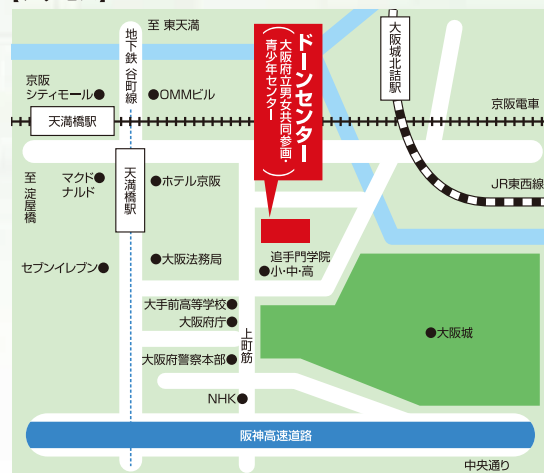 至 東天満
地下鉄 谷町線
京阪
シティモール
OMMビル
天満橋駅
ドーンセンター
(大阪府立男女共同参画・
青少年センター)
大阪城北詰駅
京阪電車
JR東西線
至 淀屋橋
マクド
ナルド
天満橋駅
ホテル京阪
セブンイレブン
大阪法務局
追手門学院
小・中・高
大手前高等学校
大阪府庁
上町筋
大阪府警察本部
大阪城
NHK
阪神高速道路
中央通り